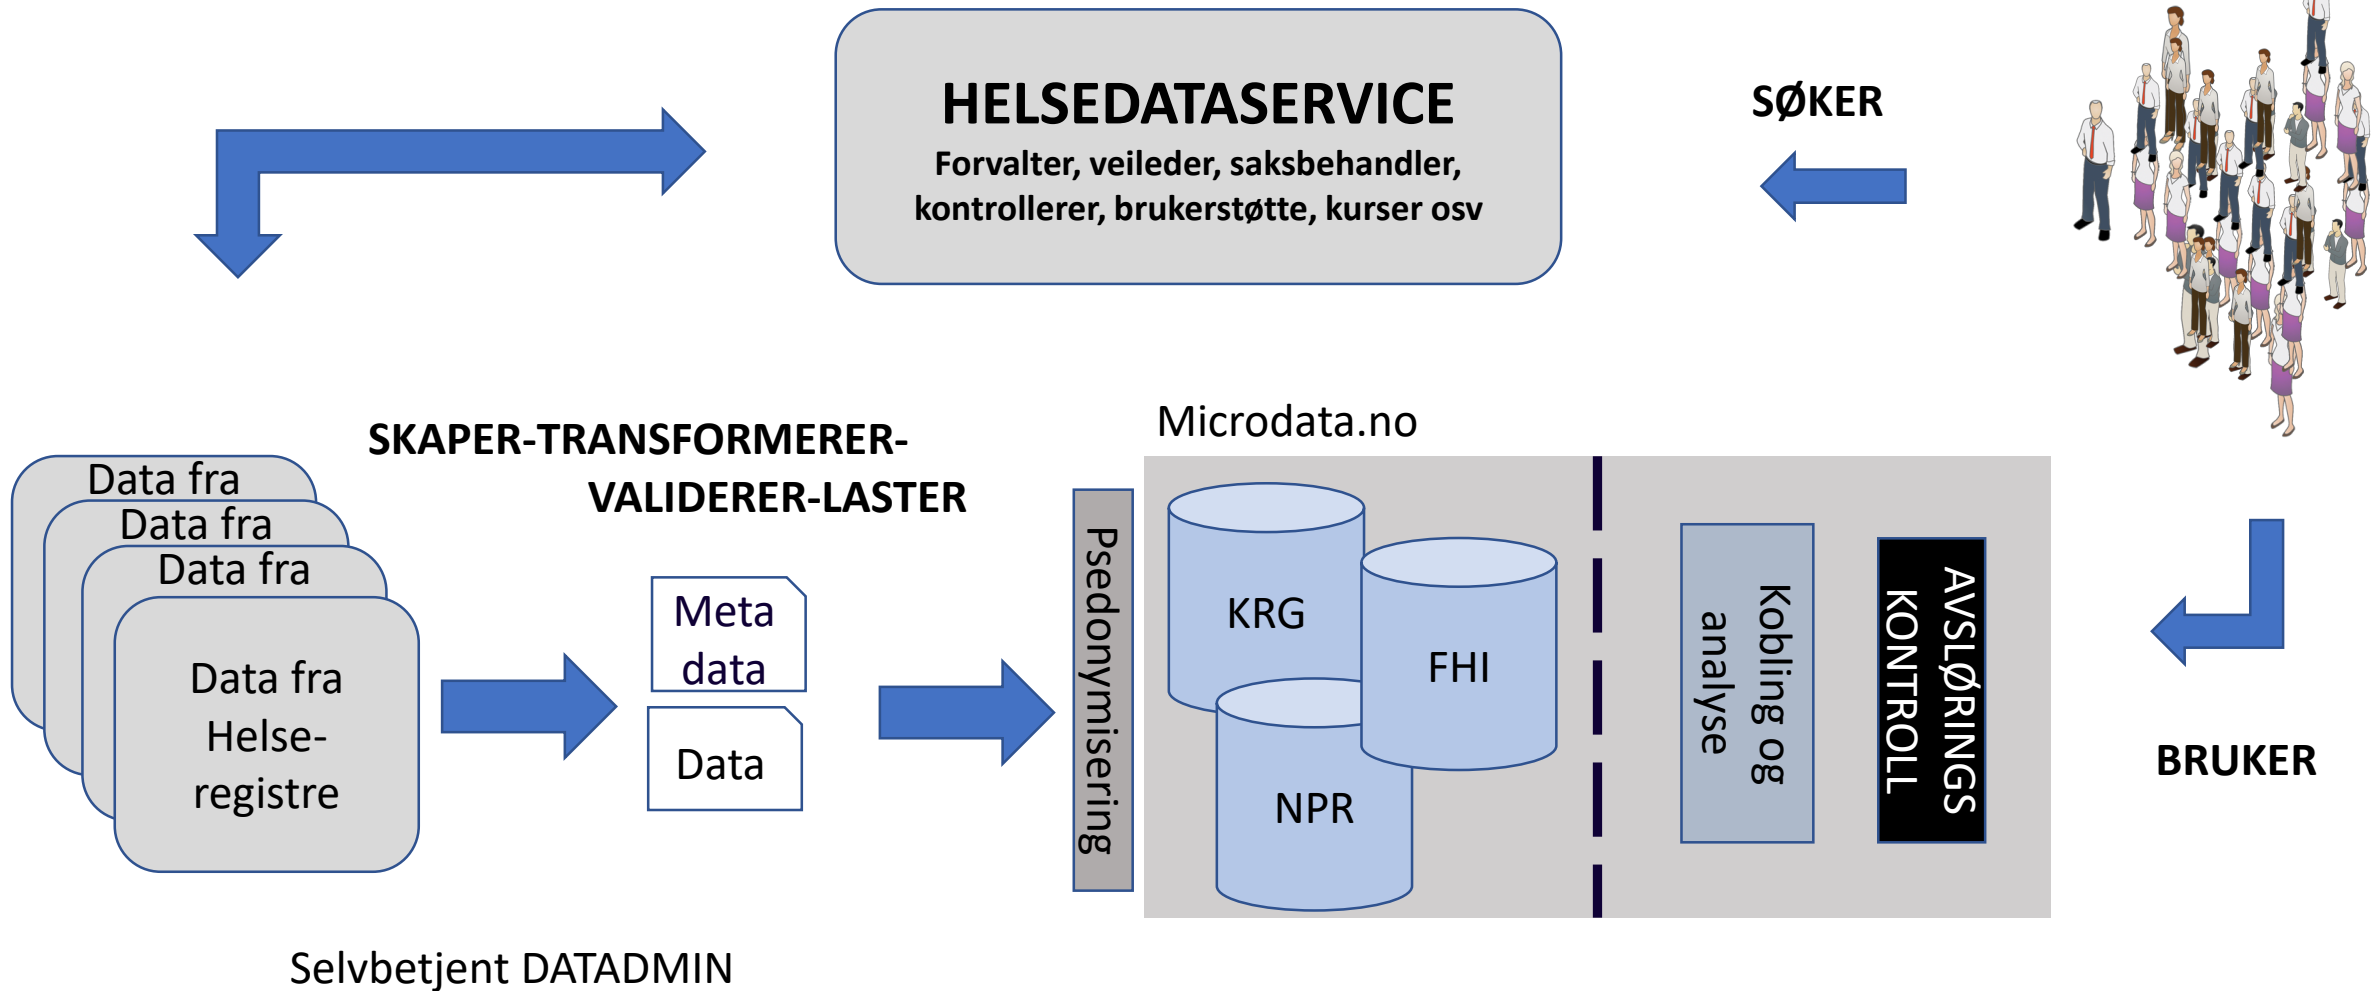 HELSEDATASERVICE
Forvalter, veileder, saksbehandler,
kontrollerer, brukerstøtte, kurser osv
SØKER
SKAPER-TRANSFORMERER-
VALIDERER-LASTER
Data fra
Data fra
Data fra
Data fra
Helse-
registre
Meta
data
Data
Microdata.no
Psedonymisering
KRG
FHI
NPR
Kobling og
analyse
AVSLØRINGS
KONTROLL
BRUKER
Selvbetjent DATADMIN